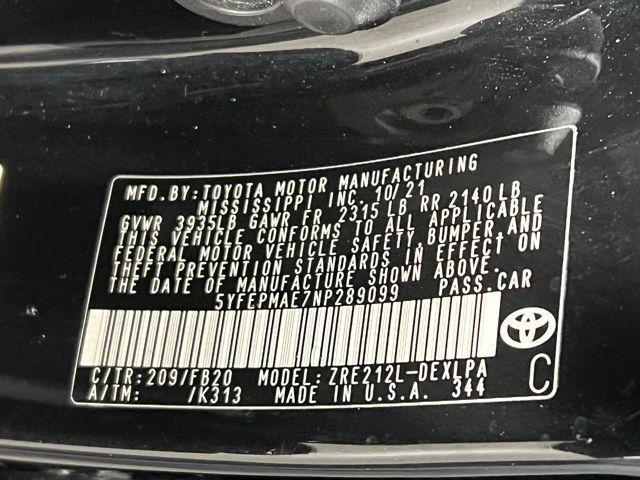 MFD. BY: TOYOTA MOTOR MANUFACTURING
MISSISSIPPI INC. 10/21
GVWR 3935LB GAWR FR 2315 LB RR 2140 LB
THIS VEHICLE CONFORMS TO ALL APPLICABLE
FEDERAL MOTOR VEHICLE SAFETY, BUMPER, AND
THEFT PREVENTION STANDARDS IN EFFECT ON
THE DATE OF MANUFACTURE SHOWN ABOVE.
5YFEPMAE7NP289099 PASS. CAR
C/TR: 209/FB20 MODEL: ZRE212L-DEXLPA
A/TM: /K313 MADE IN U.S.A. 344
C